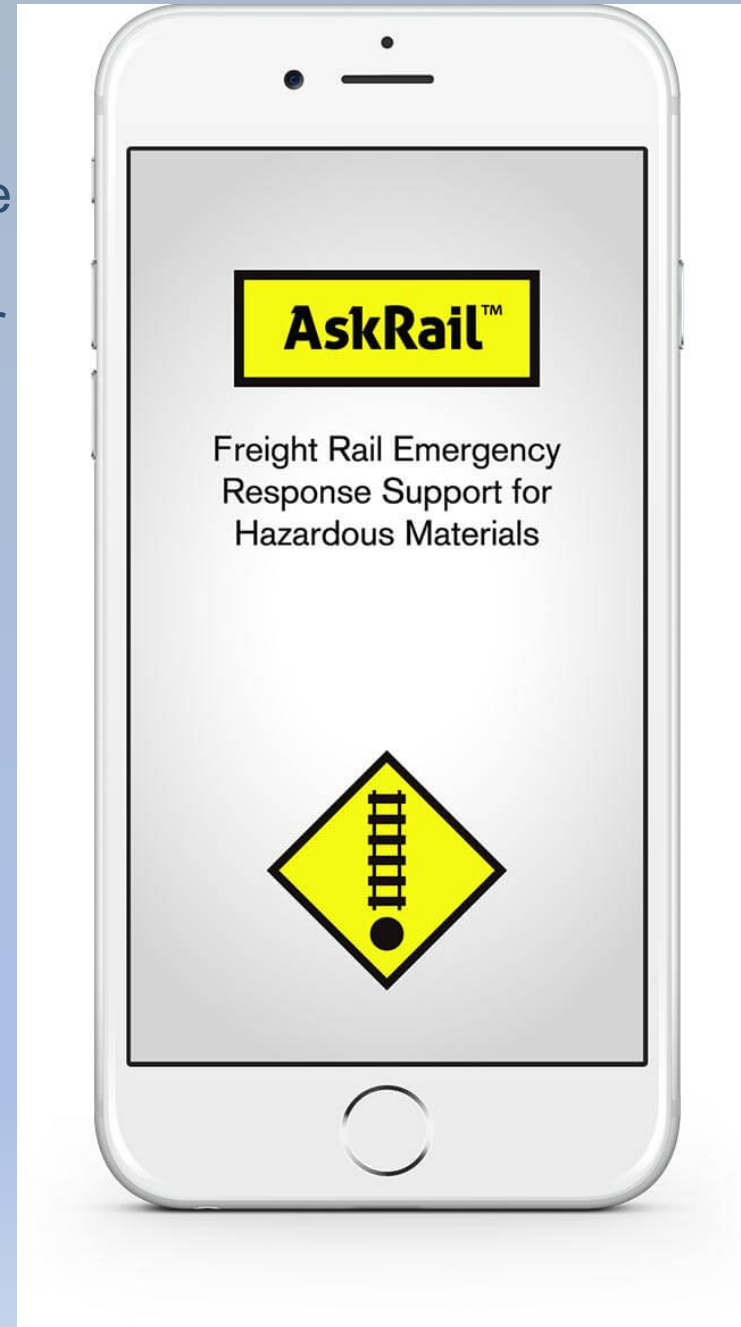 AskRail™
Freight Rail Emergency
Response Support for
Hazardous Materials